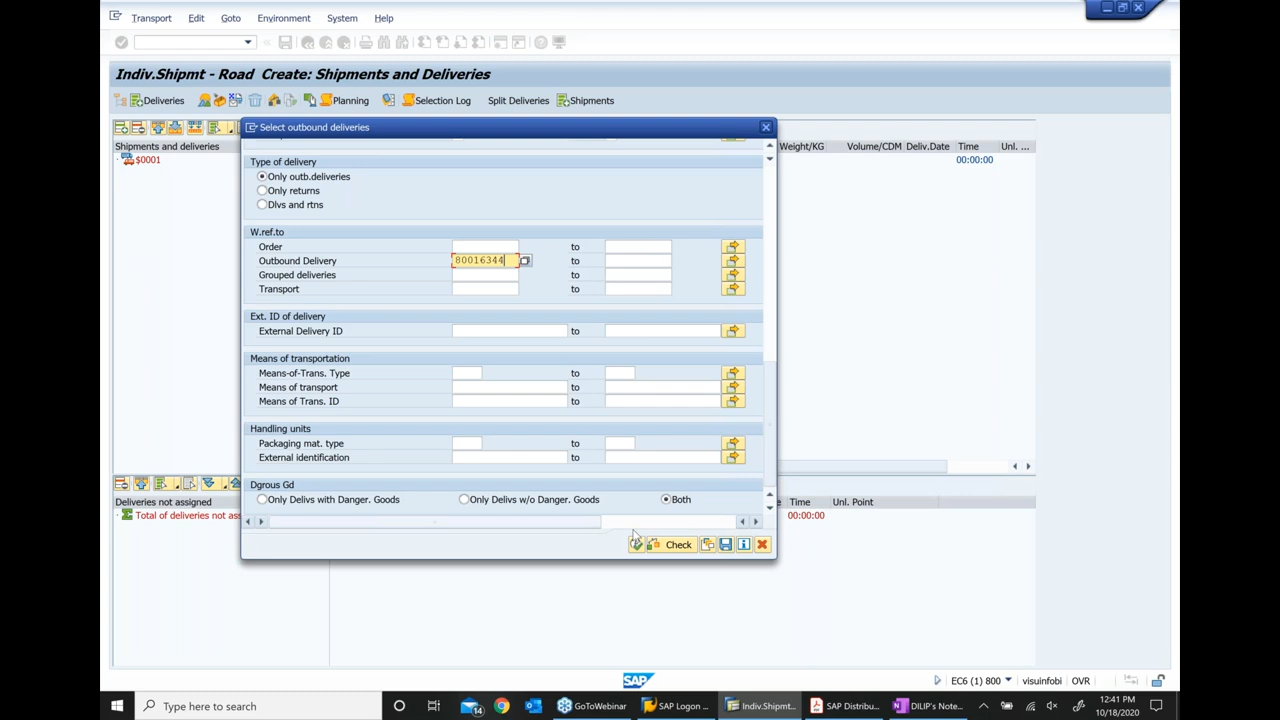 Transport Edit Goto Environment System Help
Indiv.Shipmt - Road Create: Shipments and Deliveries
Deliveries Planning Selection Log Split Deliveries Shipments
Select outbound deliveries
Shipments and deliveries Weight/KG Volume/CDM Deliv.Date Time Unl. ...
$0001 00:00:00
Type of delivery
Only outb.deliveries
Only returns
Dlvs and rtns
W.ref.to
Order to
Outbound Delivery 80016344 to
Grouped deliveries to
Transport to
Ext. ID of delivery
External Delivery ID to
Means of transportation
Means-of-Trans. Type to
Means of transport to
Means of Trans. ID to
Handling units
Packaging mat. type to
External identification to
Dgrous Gd
Only Delivs with Danger. Goods Only Delivs w/o Danger. Goods Both
Check
Deliveries not assigned Time Unl. Point
Total of deliveries not as 00:00:00
SAP EC6 (1) 800 visuinfobi OVR
Type here to search 14 GoToWebinar SAP Logon ... Indiv.Shipmt... SAP Distribu... DILIP's Note... 12:41 PM
10/18/2020